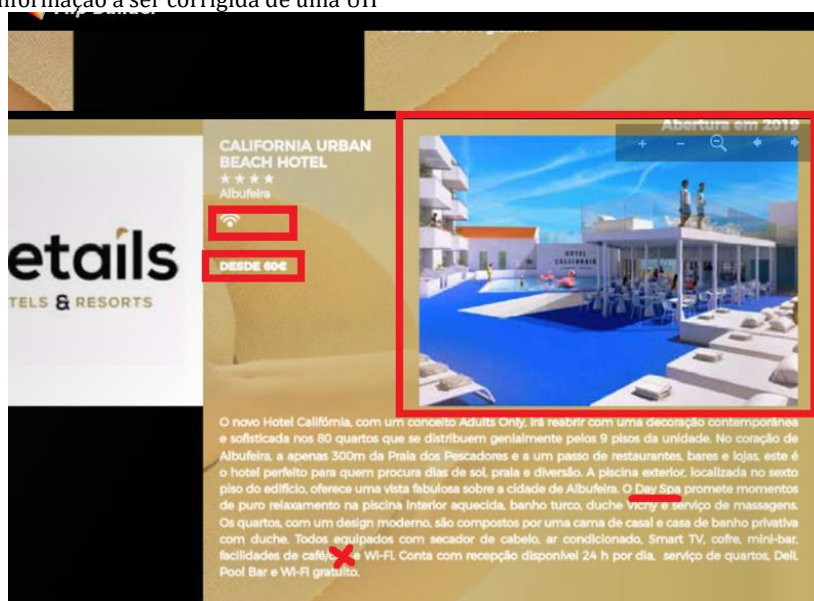 informação a ser corrigida de uma UH
Flip Builder
Abertura em 2019
CALIFORNIA URBAN
BEACH HOTEL
★★★★
Albufeira
DESDE 60€
etaíls
TELS & RESORTS
HOTEL
CALIFORNIA
O novo Hotel Califórnia, com um conceito Adults Only, irá reabrir com uma decoração contemporânea
e sofisticada nos 80 quartos que se distribuem genialmente pelos 9 pisos da unidade. No coração de
Albufeira, a apenas 300m da Praia dos Pescadores e a um passo de restaurantes, bares e lojas, este é
o hotel perfeito para quem procura dias de sol, praia e diversão. A piscina exterior, localizada no sexto
piso do edifício, oferece uma vista fabulosa sobre a cidade de Albufeira. O Day Spa promete momentos
de puro relaxamento na piscina interior aquecida, banho turco, duche Vichy e serviço de massagens.
Os quartos, com um design moderno, são compostos por uma cama de casal e casa de banho privativa
com duche. Todos equipados com secador de cabelo, ar condicionado, Smart TV, cofre, mini-bar,
facilidades de café/ e Wi-Fi. Conta com recepção disponível 24 h por dia, serviço de quartos, Deli,
Pool Bar e Wi-Fi gratuito.